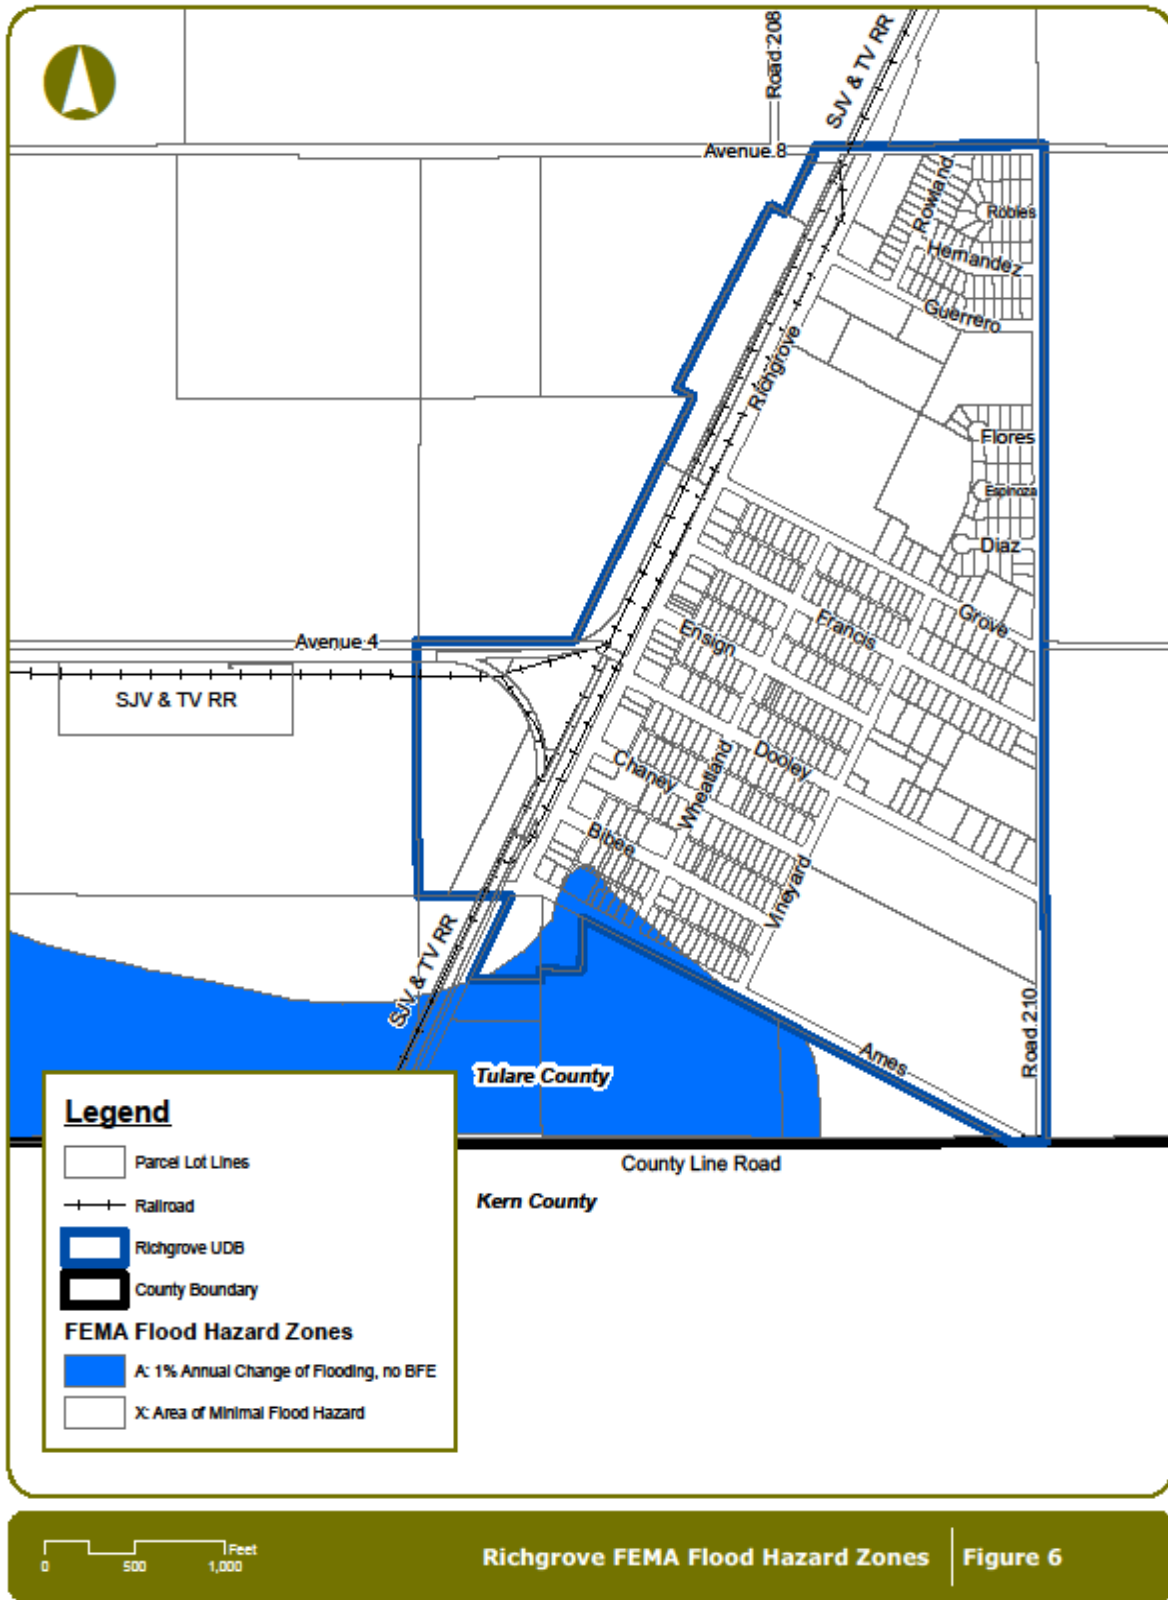 Road 208
SJV & TV RR
Avenue 8
Rowland
Robles
Hernandez
Guerrero
Richgrove
Flores
Espinoza
Diaz
Grove
Francis
Ensign
Avenue 4
SJV & TV RR
Dooley
Wheatland
Chaney
Bibee
Vineyard
SJV & TV RR
Road 210
Ames
Tulare County
County Line Road
Kern County
Legend
Parcel Lot Lines
Railroad
Richgrove UDB
County Boundary
FEMA Flood Hazard Zones
A: 1% Annual Change of Flooding, no BFE
X: Area of Minimal Flood Hazard
Feet
0 500 1,000
Richgrove FEMA Flood Hazard Zones Figure 6